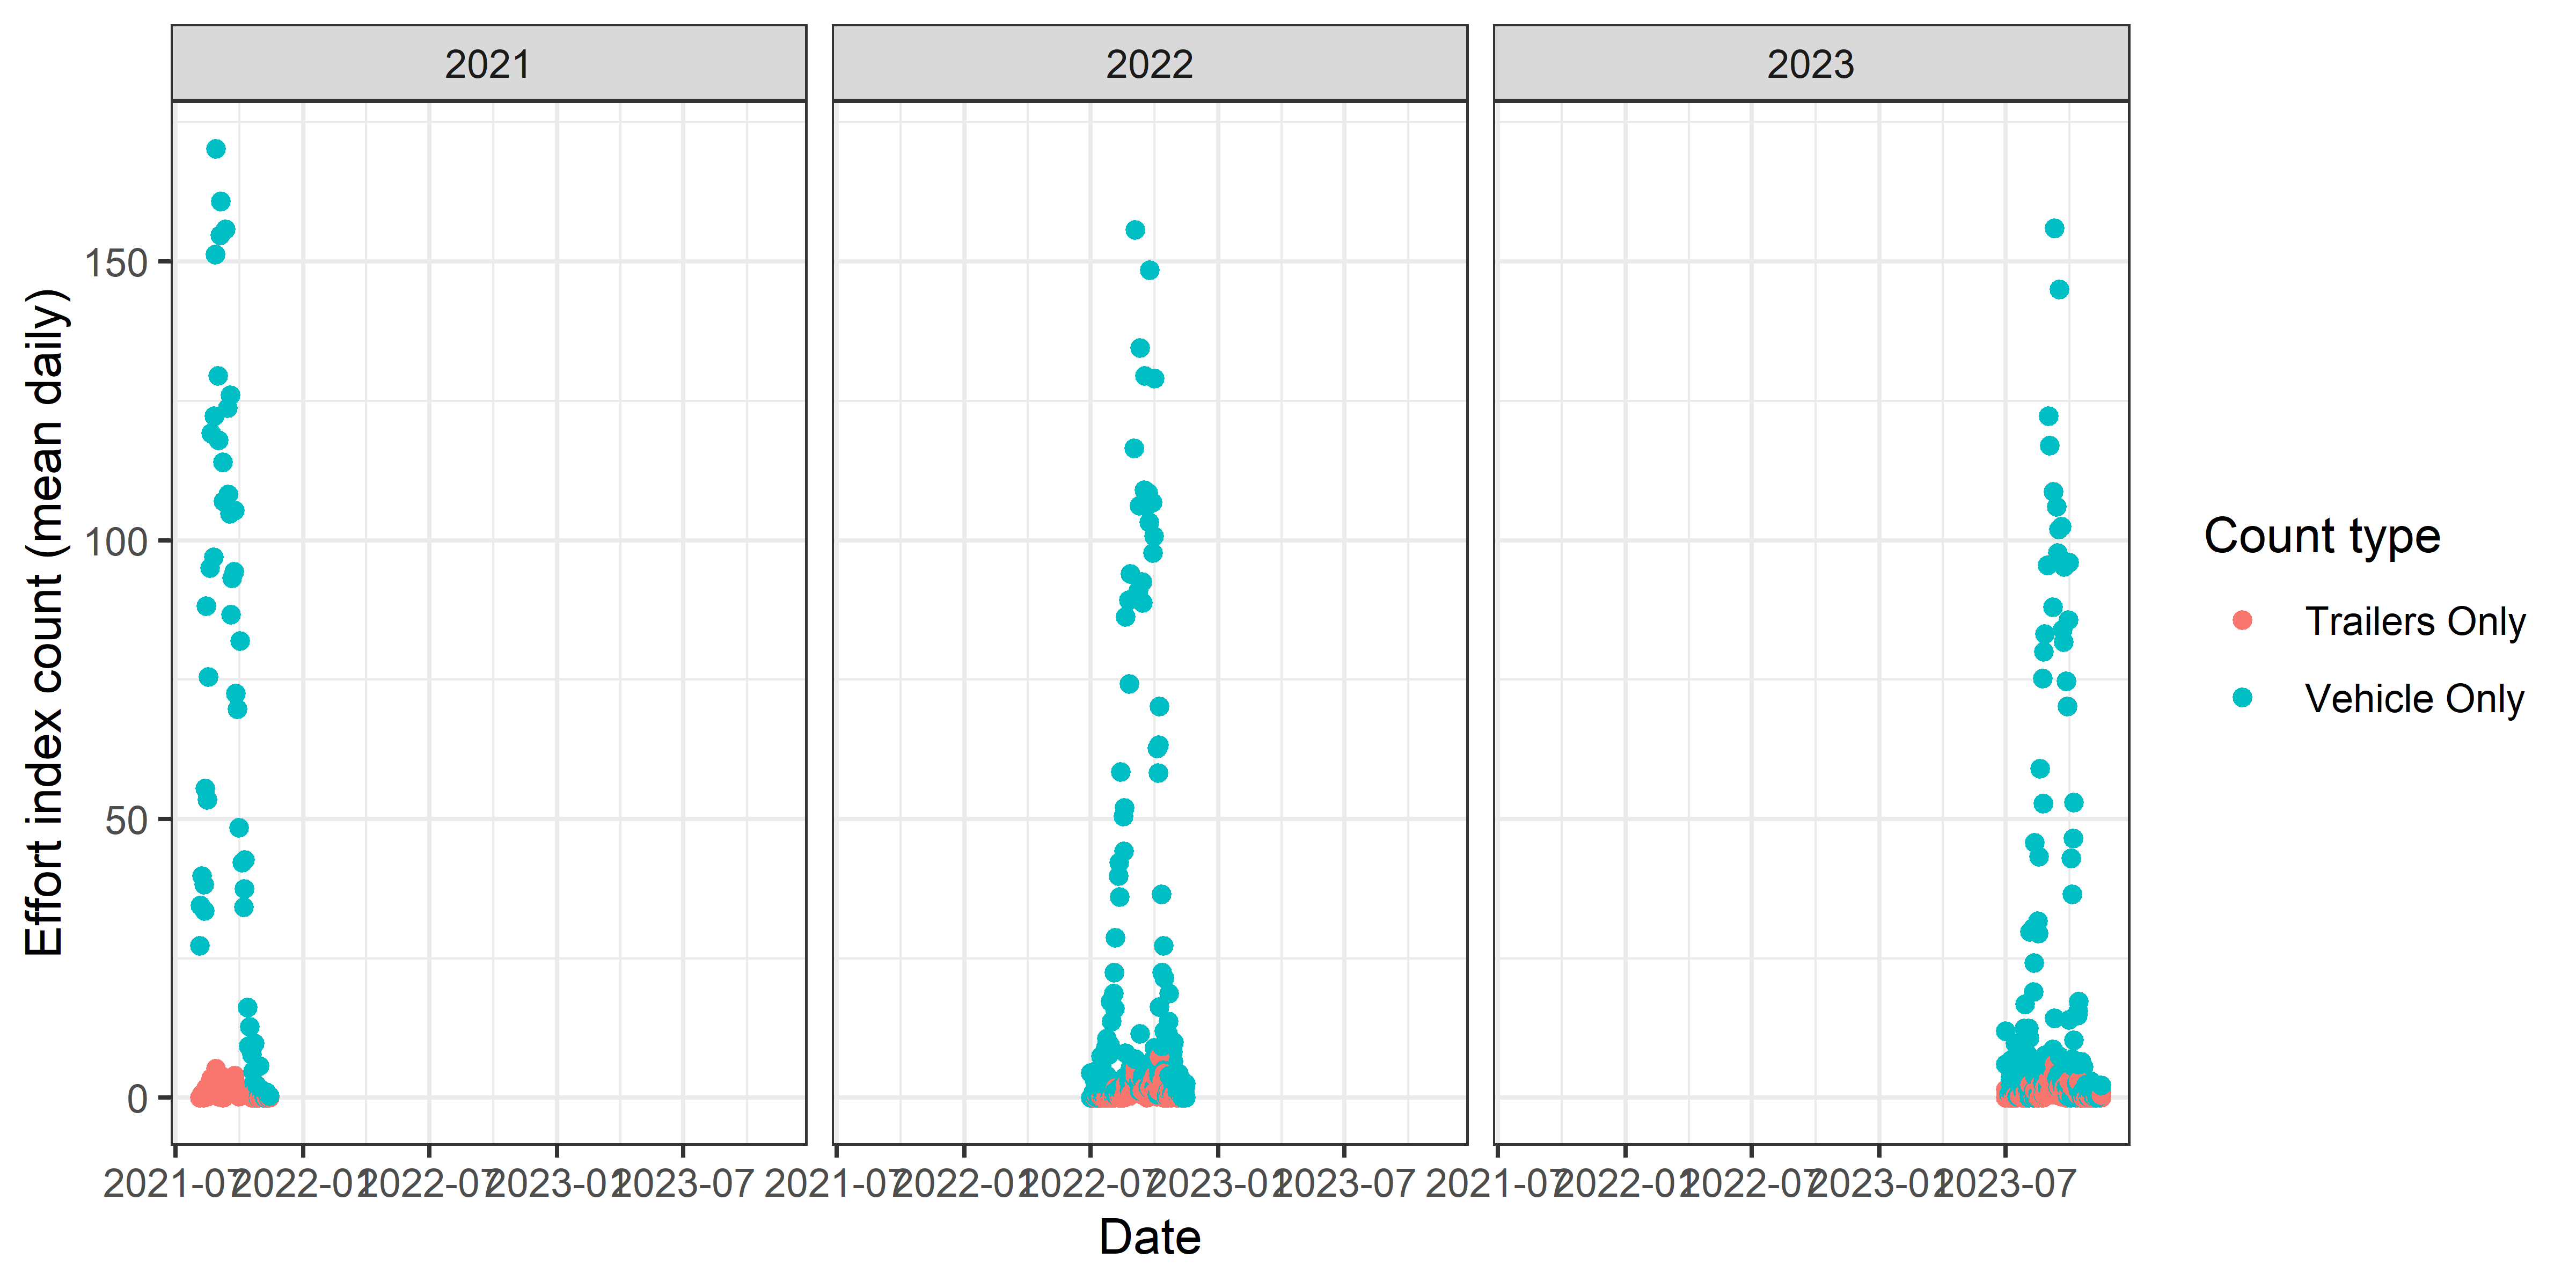 2021 2022 2023
Effort index count (mean daily)
150
100
50
0
2021-07 2022-01 2022-07 2023-01 2023-07 2021-07 2022-01 2022-07 2023-01 2023-07 2021-07 2022-01 2022-07 2023-01 2023-07
Date
Count type
Trailers Only
Vehicle Only